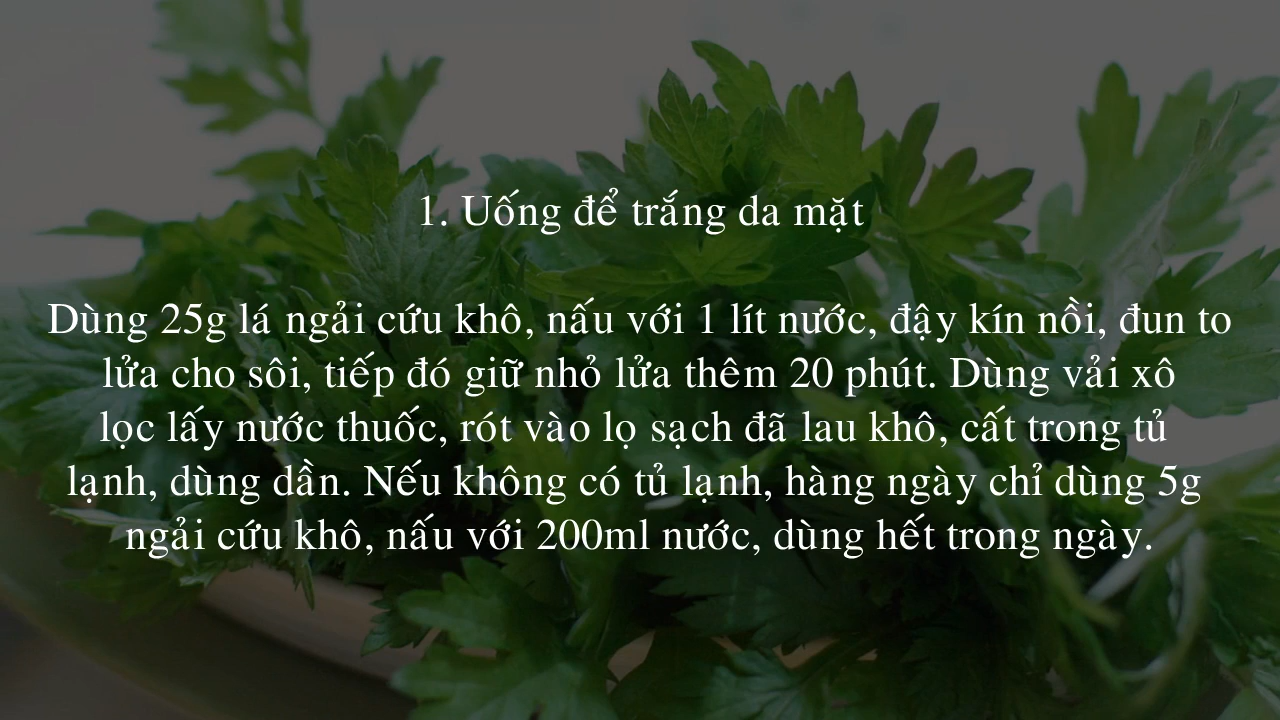 1. Uống để trắng da mặt
Dùng 25g lá ngải cứu khô, nấu với 1 lít nước, đậy kín nồi, đun to
lửa cho sôi, tiếp đó giữ nhỏ lửa thêm 20 phút. Dùng vải xô
lọc lấy nước thuốc, rót vào lọ sạch đã lau khô, cất trong tủ
lạnh, dùng dần. Nếu không có tủ lạnh, hàng ngày chỉ dùng 5g
ngải cứu khô, nấu với 200ml nước, dùng hết trong ngày.